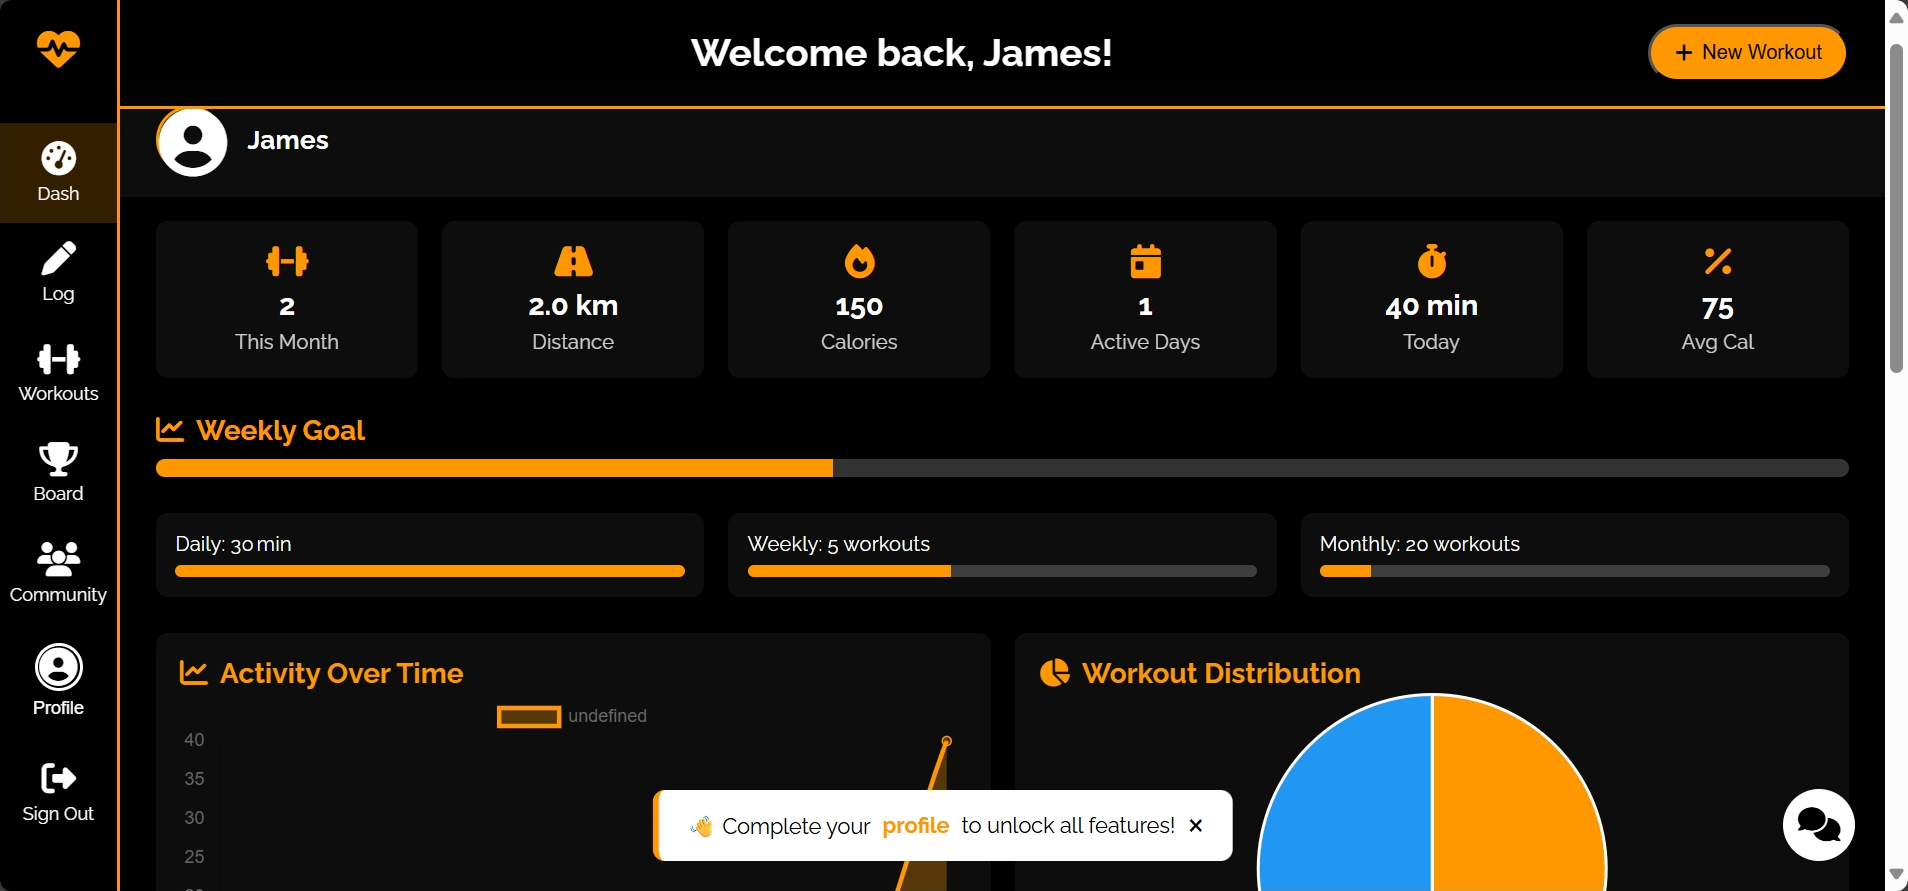 Welcome back, James!
+ New Workout
James
Dash
Log
Workouts
Board
Community
Profile
Sign Out
2
This Month
2.0 km
Distance
150
Calories
1
Active Days
40 min
Today
75
Avg Cal
Weekly Goal
Daily: 30 min
Weekly: 5 workouts
Monthly: 20 workouts
Activity Over Time
undefined
40
35
30
25
Workout Distribution
👋 Complete your profile to unlock all features! ×